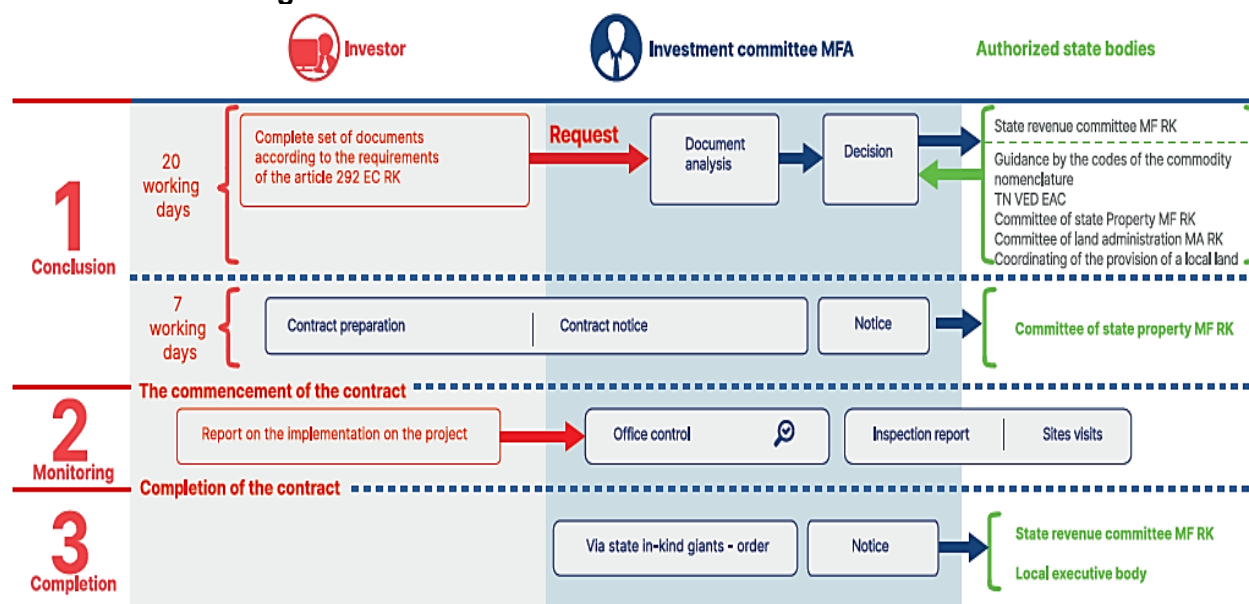 Investor
Investment committee MFA
Authorized state bodies
1
Conclusion
20
working
days
Complete set of documents
according to the requirements
of the article 292 EC RK
Request
Document
analysis
Decision
State revenue committee MF RK
Guidance by the codes of the commodity
nomenclature
TN VED EAC
Committee of state Property MF RK
Committee of land administration MA RK
Coordinating of the provision of a local land
7
working
days
Contract preparation
Contract notice
Notice
Committee of state property MF RK
The commencement of the contract
2
Monitoring
Report on the implementation on the project
Office control
Inspection report
Sites visits
Completion of the contract
3
Completion
Via state in-kind giants - order
Notice
State revenue committee MF RK
Local executive body